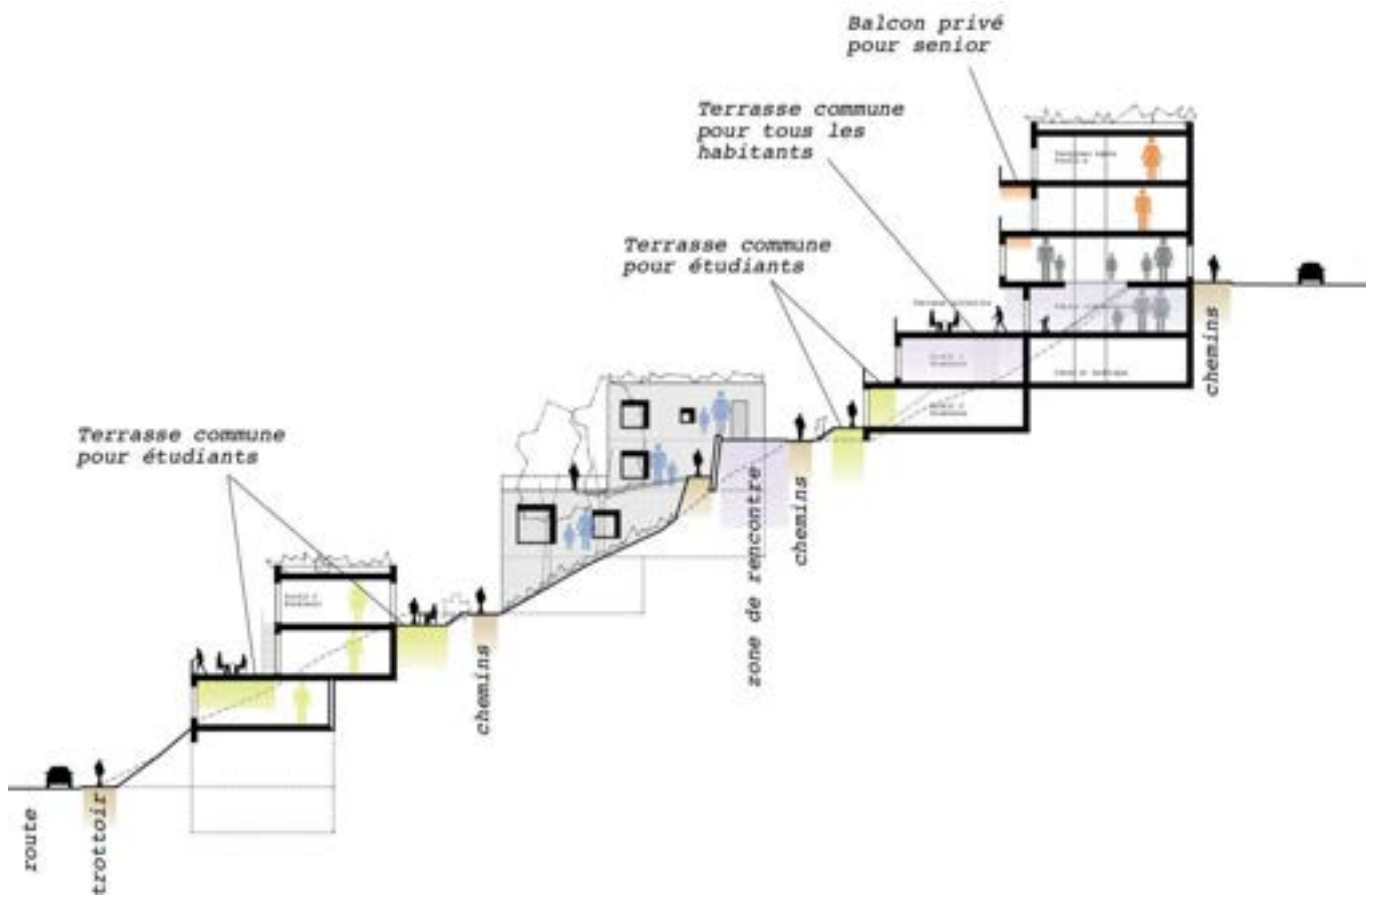 Balcon privé
pour senior
Terrasse commune
pour tous les
habitants
Terrasse commune
pour étudiants
Terrasse commune
pour étudiants
chemins
chemins
zone de rencontre
chemins
trottoir
route